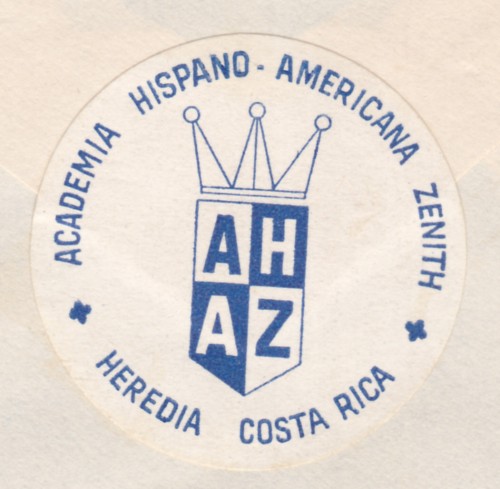 ACADEMIA HISPANO-AMERICANA ZENITH
AH
AZ
HEREDIA COSTA RICA